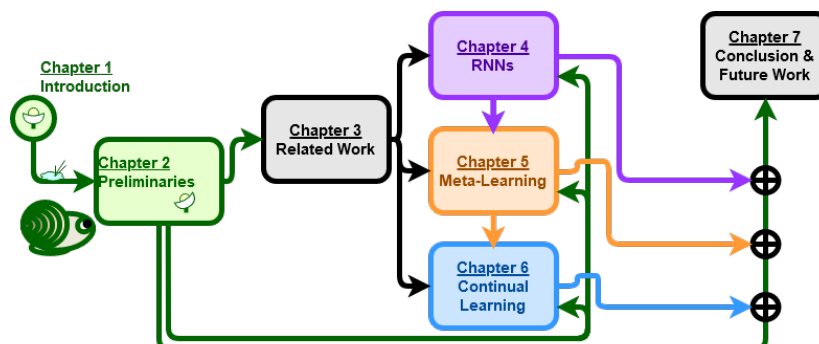 Chapter 1
Introduction
Chapter 2
Preliminaries
Chapter 3
Related Work
Chapter 4
RNNs
Chapter 5
Meta-Learning
Chapter 6
Continual
Learning
Chapter 7
Conclusion &
Future Work